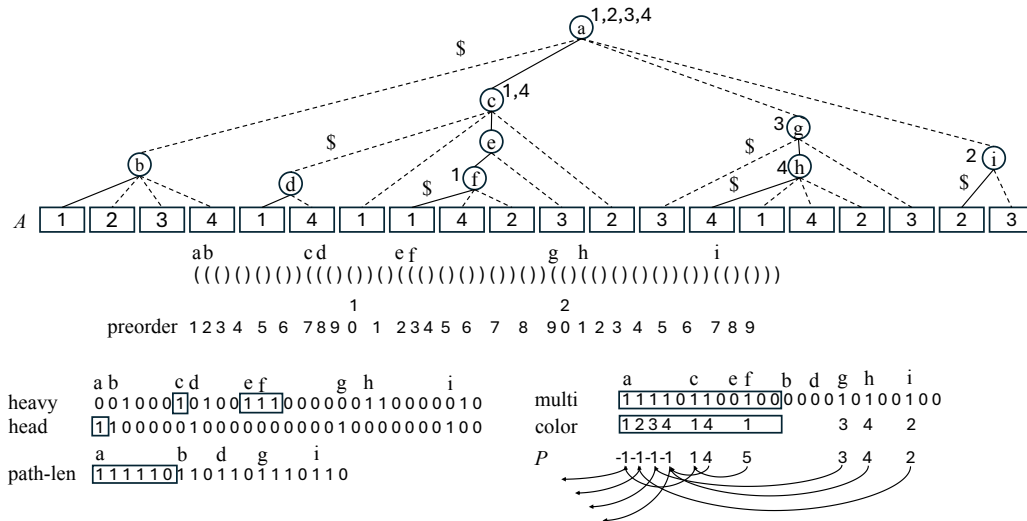 a 1,2,3,4
$
c 1,4
$
3 g
e
$
b
h
2 i
d
1 f
4
$
$
$
A 1 2 3 4 1 4 1 1 4 2 3 2 3 4 1 4 2 3 2 3
a b c d e f g h i
((()()()())((()())()((()()())())())(()(()()()())())(()()))
preorder 1 2 3 4 5 6 7 8 9 10 1 2 3 4 5 6 7 8 9 20 1 2 3 4 5 6 7 8 9
a b c d e f g h i
heavy 0 0 1 0 0 0 1 0 1 0 0 1 1 1 0 0 0 0 0 0 1 1 0 0 0 0 0 1 0
head 1 1 0 0 0 0 0 1 0 0 0 0 0 0 0 0 0 0 1 0 0 0 0 0 0 0 1 0 0
a b d g i
path-len 1 1 1 1 1 0 1 1 0 1 1 0 1 1 1 0 1 1 0
a c e f b d g h i
multi 1 1 1 1 0 1 1 0 0 1 0 0 0 0 0 0 1 0 1 0 0 1 0 0
color 1 2 3 4 1 4 1 3 4 2
P -1 -1 -1 -1 1 4 5 3 4 2